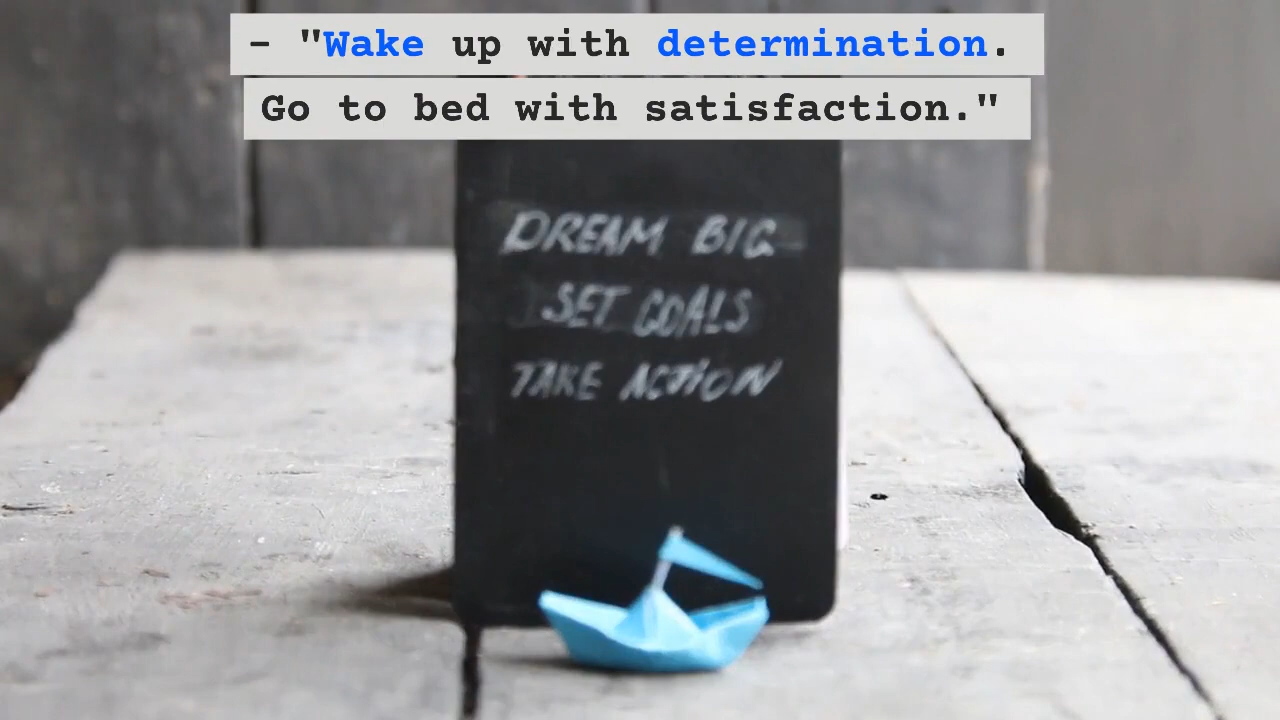 - "Wake up with determination.
Go to bed with satisfaction."
DREAM BIG
SET GOALS
TAKE ACTION